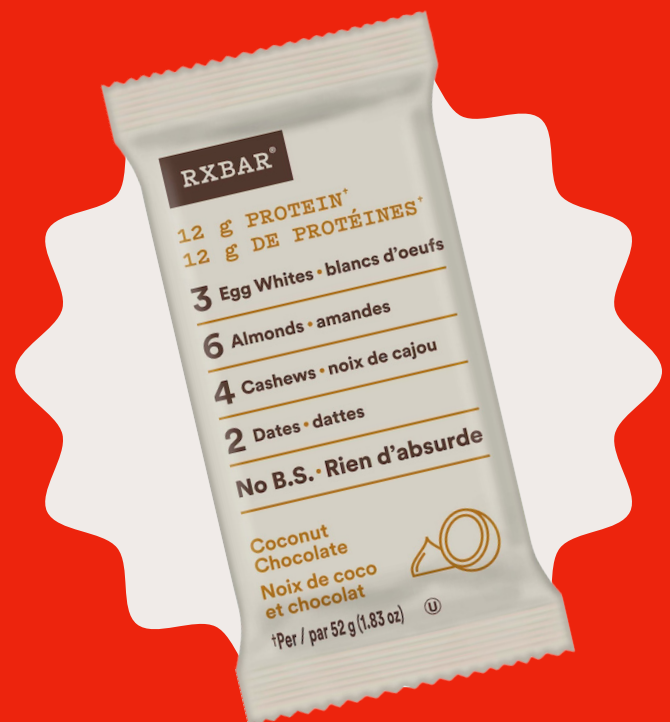 RXBAR®
12 g PROTEIN†
12 g DE PROTÉINES†
3 Egg Whites • blancs d'oeufs
6 Almonds • amandes
4 Cashews • noix de cajou
2 Dates • dattes
No B.S. • Rien d'absurde
Coconut
Chocolate
Noix de coco
et chocolat
†Per / par 52 g (1.83 oz)
U